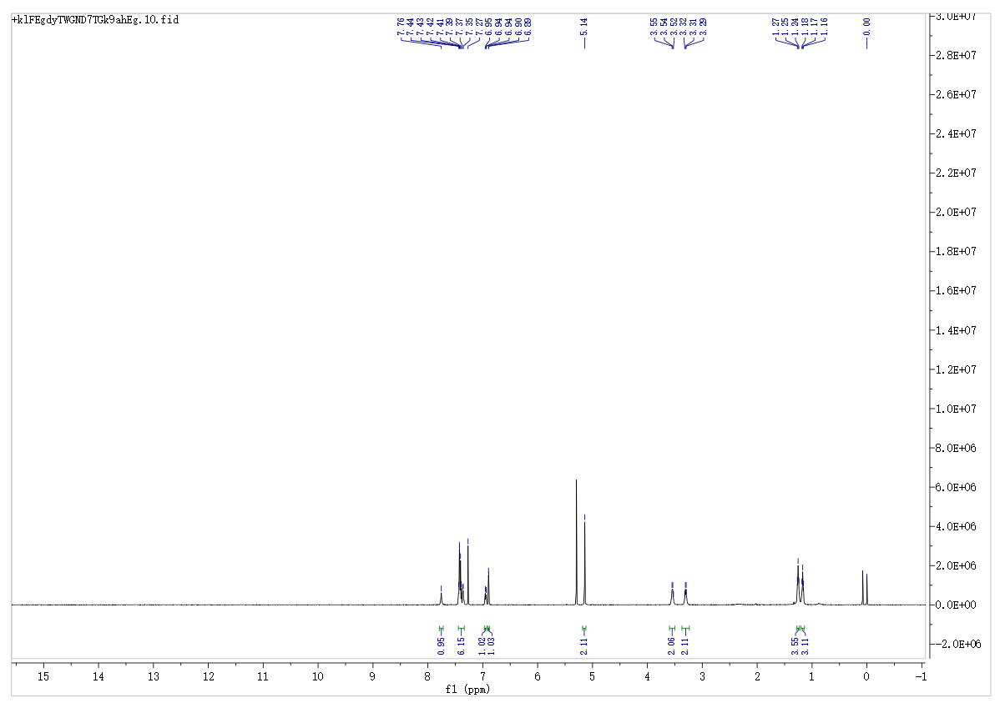 +klFEgdyTWGND7TGk9ahEg.10.fid
7.76
7.44
7.43
7.42
7.41
7.39
7.37
7.35
7.27
6.95
6.94
6.94
6.90
6.89
5.14
3.55
3.54
3.52
3.32
3.31
3.29
1.27
1.25
1.24
1.18
1.17
1.16
0.00
3.0E+07
2.8E+07
2.6E+07
2.4E+07
2.2E+07
2.0E+07
1.8E+07
1.6E+07
1.4E+07
1.2E+07
1.0E+07
8.0E+06
6.0E+06
4.0E+06
2.0E+06
0.0E+00
-2.0E+06
0.95
6.15
1.02
1.03
2.11
2.06
2.11
3.55
3.11
15 14 13 12 11 10 9 8 7 6 5 4 3 2 1 0 -1
f1 (ppm)